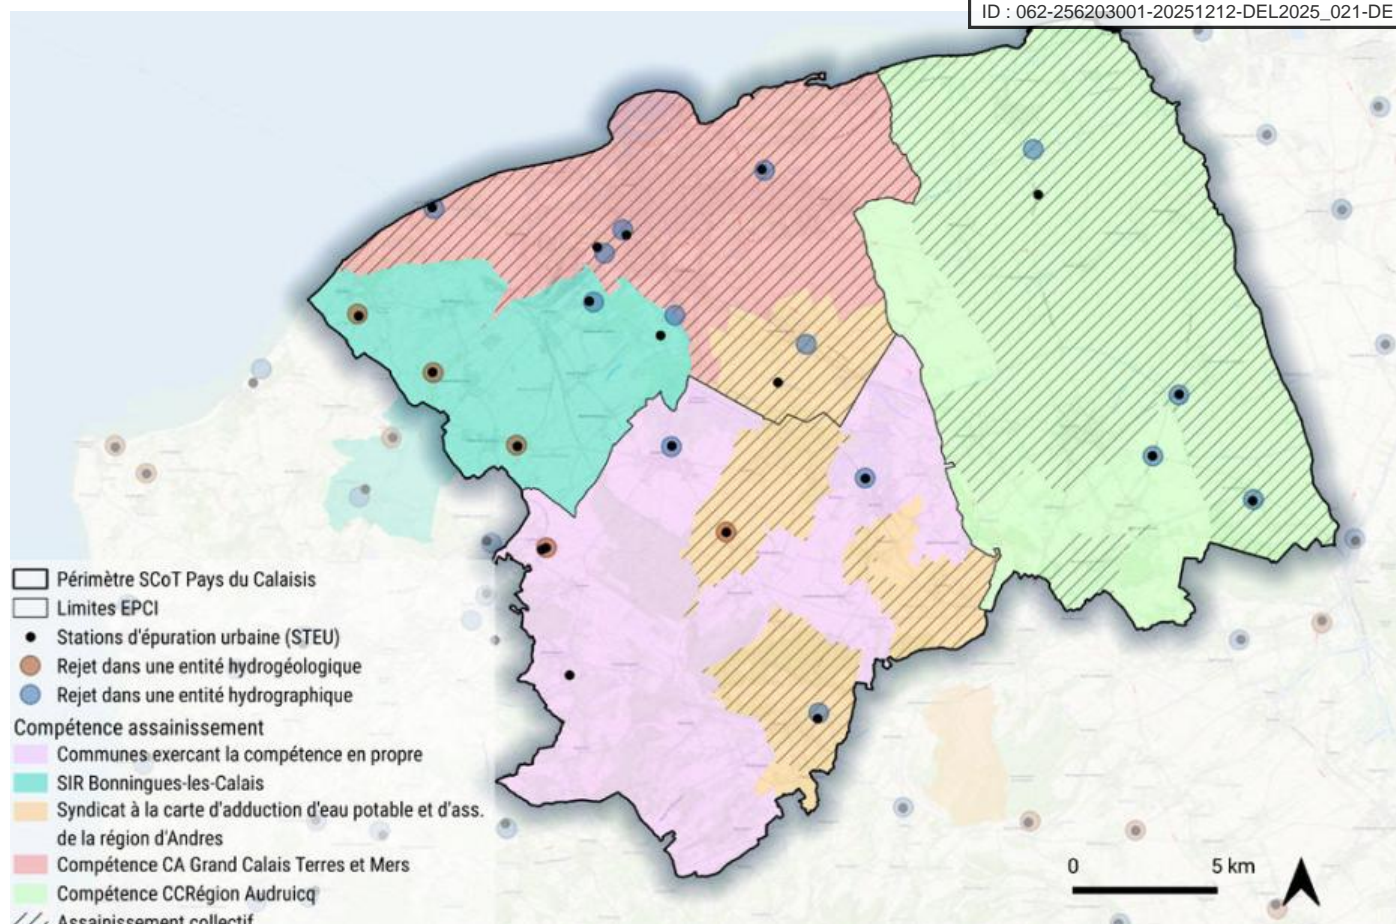 ID : 062-256203001-20251212-DEL2025_021-DE
Périmètre SCoT Pays du Calaisis
Limites EPCI
Stations d'épuration urbaine (STEU)
Rejet dans une entité hydrogéologique
Rejet dans une entité hydrographique
Compétence assainissement
Communes exercant la compétence en propre
SIR Bonningues-les-Calais
Syndicat à la carte d'adduction d'eau potable et d'ass.
de la région d'Andres
Compétence CA Grand Calais Terres et Mers
Compétence CCRégion Audruicq
Assainissement collectif
0 5 km